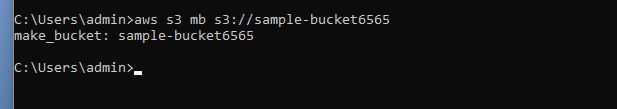 C:\Users\admin>aws s3 mb s3://sample-bucket6565
make_bucket: sample-bucket6565
C:\Users\admin>